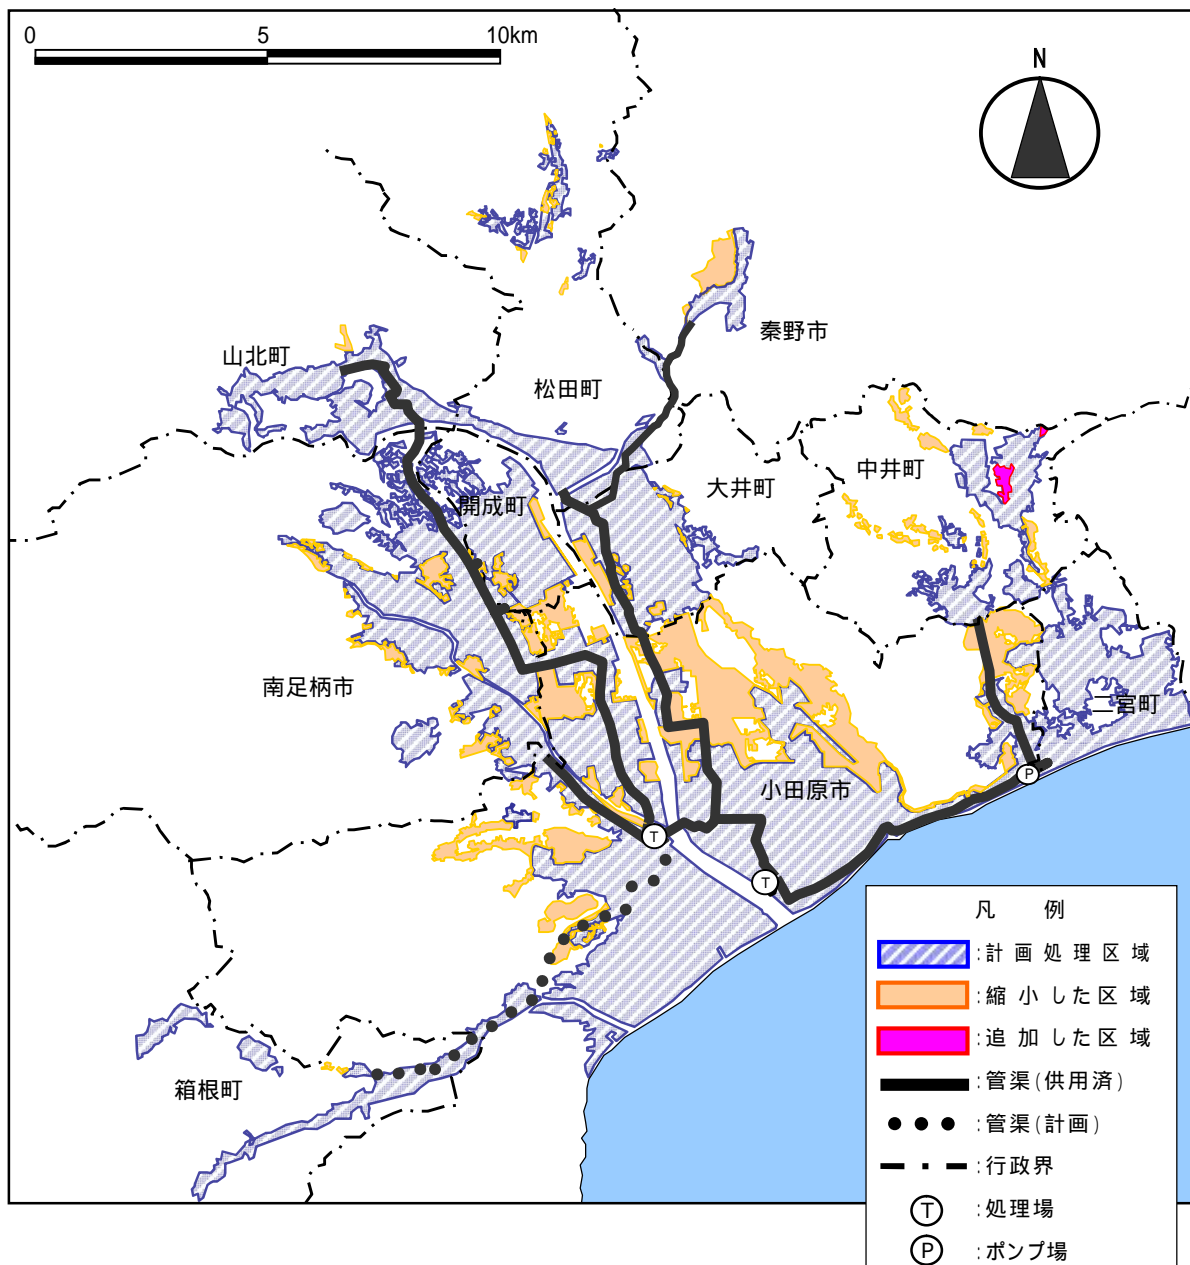 0 5 10km
N
秦野市
山北町
松田町
中井町
大井町
開成町
南足柄市
二宮町
P
小田原市
T
T
箱根町
凡 例
:計画処理区域
:縮小した区域
:追加した区域
:管渠(供用済)
:管渠(計画)
:行政界
T :処理場
P :ポンプ場